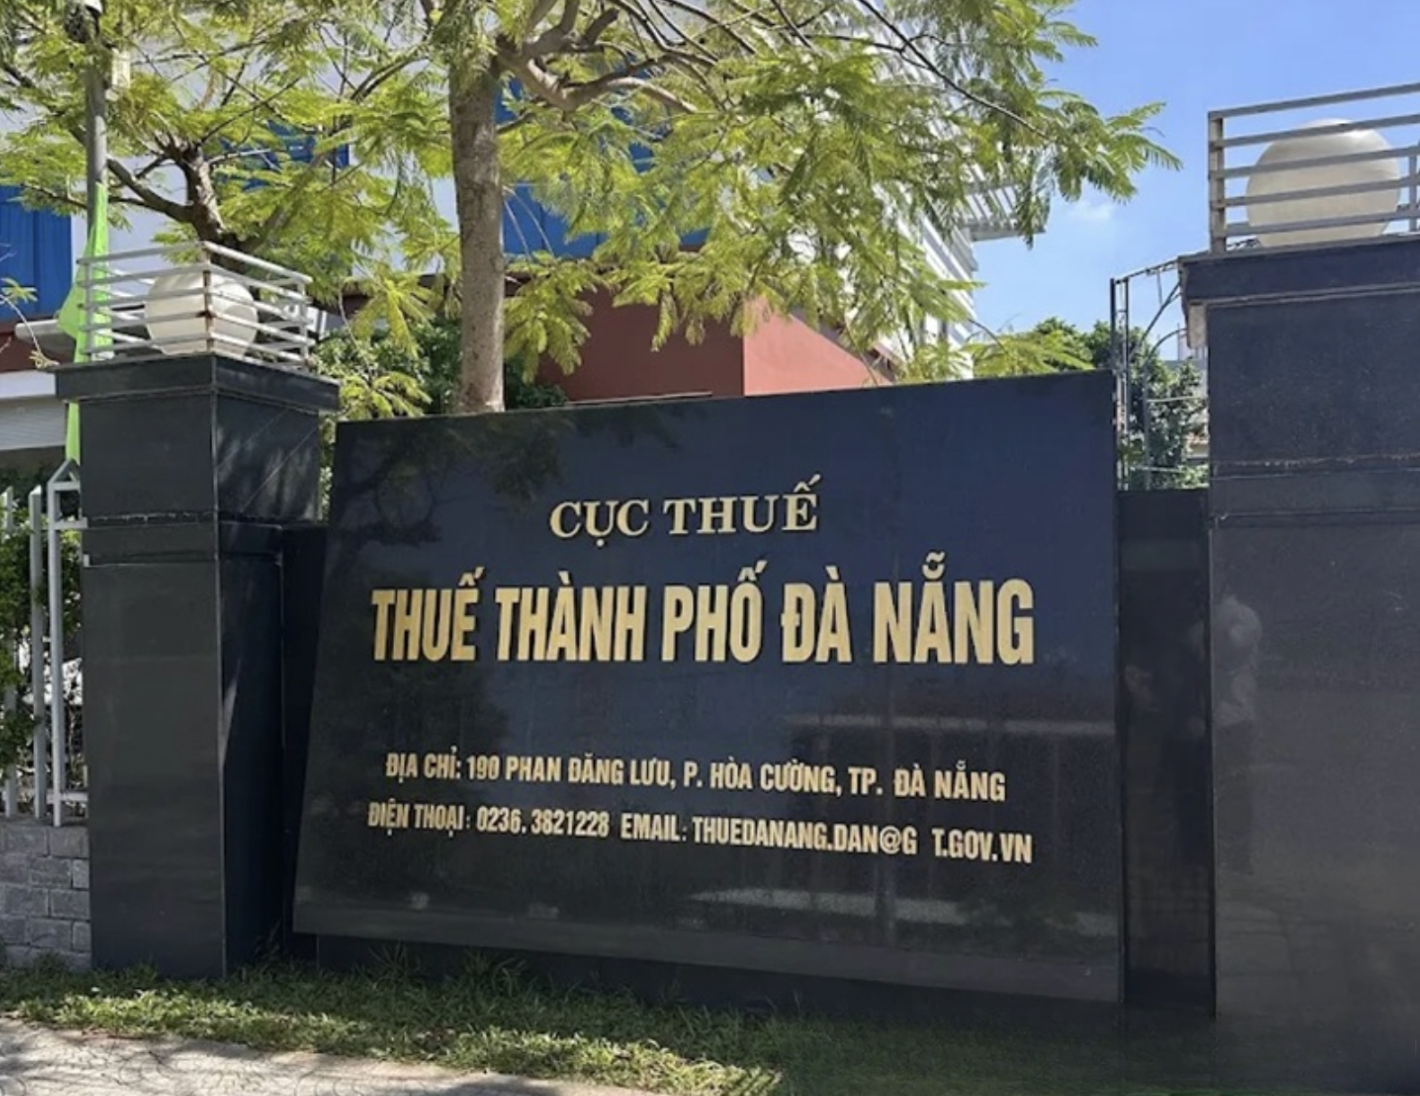 CỤC THUẾ
THUẾ THÀNH PHỐ ĐÀ NẴNG
ĐỊA CHỈ: 190 PHAN ĐĂNG LƯU, P. HÒA CƯỜNG, TP. ĐÀ NẴNG
ĐIỆN THOẠI: 0236. 3821228 EMAIL: THUEDANANG.DAN@G T.GOV.VN